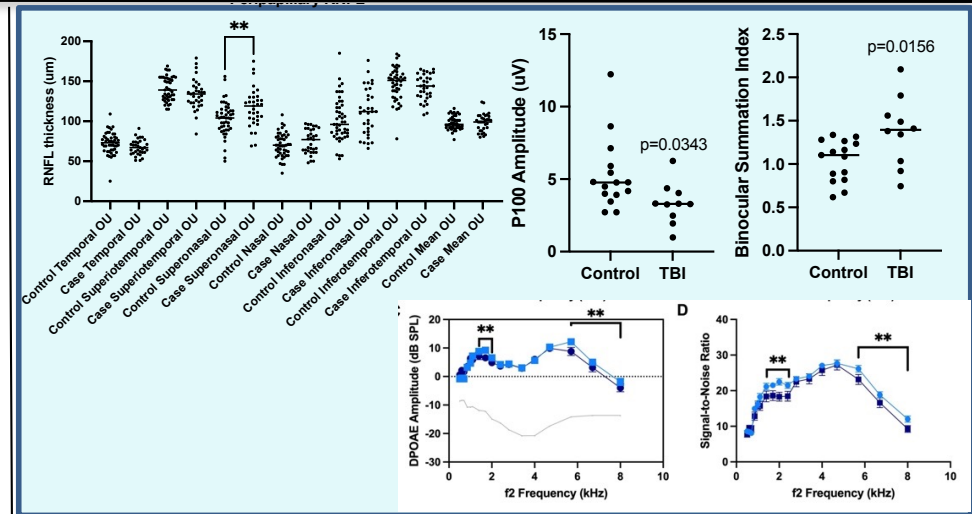 **
RNFL thickness (um)
200
150
100
50
0
Control Temporal OU
Case Temporal OU
Control Superiotemporal OU
Case Superiotemporal OU
Control Superonasal OU
Case Superonasal OU
Control Nasal OU
Case Nasal OU
Control Inferonasal OU
Case Inferonasal OU
Control Inferotemporal OU
Case Inferotemporal OU
Control Mean OU
Case Mean OU
P100 Amplitude (uV)
15
10
5
0
p=0.0343
Control TBI
Binocular Summation Index
2.5
2.0
1.5
1.0
0.5
0.0
p=0.0156
Control TBI
DPOAE Amplitude (dB SPL)
20
10
0
-10
-20
-30
** **
0 2 4 6 8 10
f2 Frequency (kHz)
D
Signal-to-Noise Ratio
40
30
20
10
0
** **
0 2 4 6 8 10
f2 Frequency (kHz)